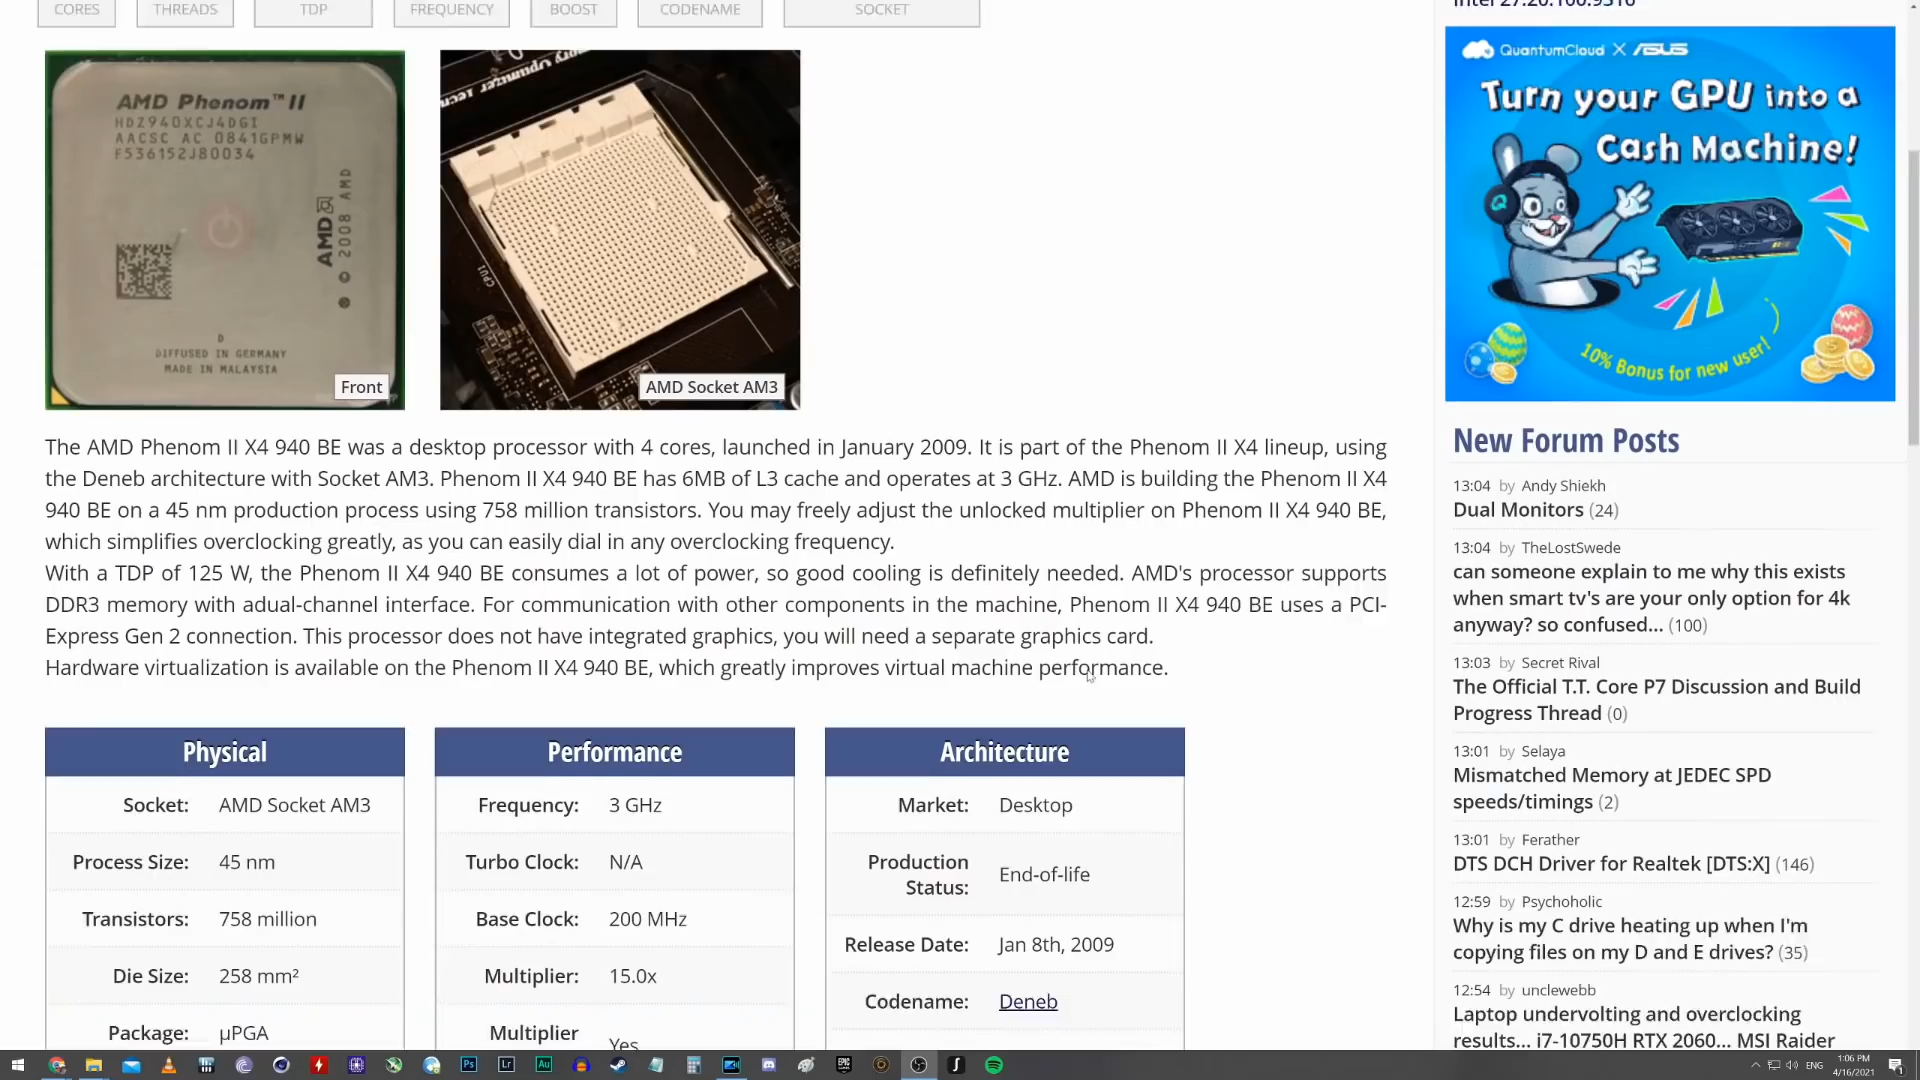 CORES
THREADS
TDP
FREQUENCY
BOOST
CODENAME
SOCKET
AMD Phenom™ II
HDZ940XCJ4DGI
AACSC AC 0841GPMW
F536152J80034
AMD
© 2008 AMD
D
DIFFUSED IN GERMANY
MADE IN MALAYSIA
Front
CPU1
AMD Socket AM3
The AMD Phenom II X4 940 BE was a desktop processor with 4 cores, launched in January 2009. It is part of the Phenom II X4 lineup, using
the Deneb architecture with Socket AM3. Phenom II X4 940 BE has 6MB of L3 cache and operates at 3 GHz. AMD is building the Phenom II X4
940 BE on a 45 nm production process using 758 million transistors. You may freely adjust the unlocked multiplier on Phenom II X4 940 BE,
which simplifies overclocking greatly, as you can easily dial in any overclocking frequency.
With a TDP of 125 W, the Phenom II X4 940 BE consumes a lot of power, so good cooling is definitely needed. AMD's processor supports
DDR3 memory with adual-channel interface. For communication with other components in the machine, Phenom II X4 940 BE uses a PCI-
Express Gen 2 connection. This processor does not have integrated graphics, you will need a separate graphics card.
Hardware virtualization is available on the Phenom II X4 940 BE, which greatly improves virtual machine performance.
Physical
Socket: AMD Socket AM3
Process Size: 45 nm
Transistors: 758 million
Die Size: 258 mm²
Package: µPGA
Performance
Frequency: 3 GHz
Turbo Clock: N/A
Base Clock: 200 MHz
Multiplier: 15.0x
Multiplier
Yes
Architecture
Market: Desktop
Production
Status: End-of-life
Release Date: Jan 8th, 2009
Codename: Deneb
Intel 27.20.100.9316
QuantumCloud X ASUS
Turn your GPU into a
Cash Machine!
Q
10% Bonus for new user!
New Forum Posts
13:04 by Andy Shiekh
Dual Monitors (24)
13:04 by TheLostSwede
can someone explain to me why this exists
when smart tv's are your only option for 4k
anyway? so confused... (100)
13:03 by Secret Rival
The Official T.T. Core P7 Discussion and Build
Progress Thread (0)
13:01 by Selaya
Mismatched Memory at JEDEC SPD
speeds/timings (2)
13:01 by Ferather
DTS DCH Driver for Realtek [DTS:X] (146)
12:59 by Psychoholic
Why is my C drive heating up when I'm
copying files on my D and E drives? (35)
12:54 by unclewebb
Laptop undervolting and overclocking
results... i7-10750H RTX 2060... MSI Raider
Ps
Lr
Au
EPIC
GAMES
ENG
1:06 PM
4/16/2021